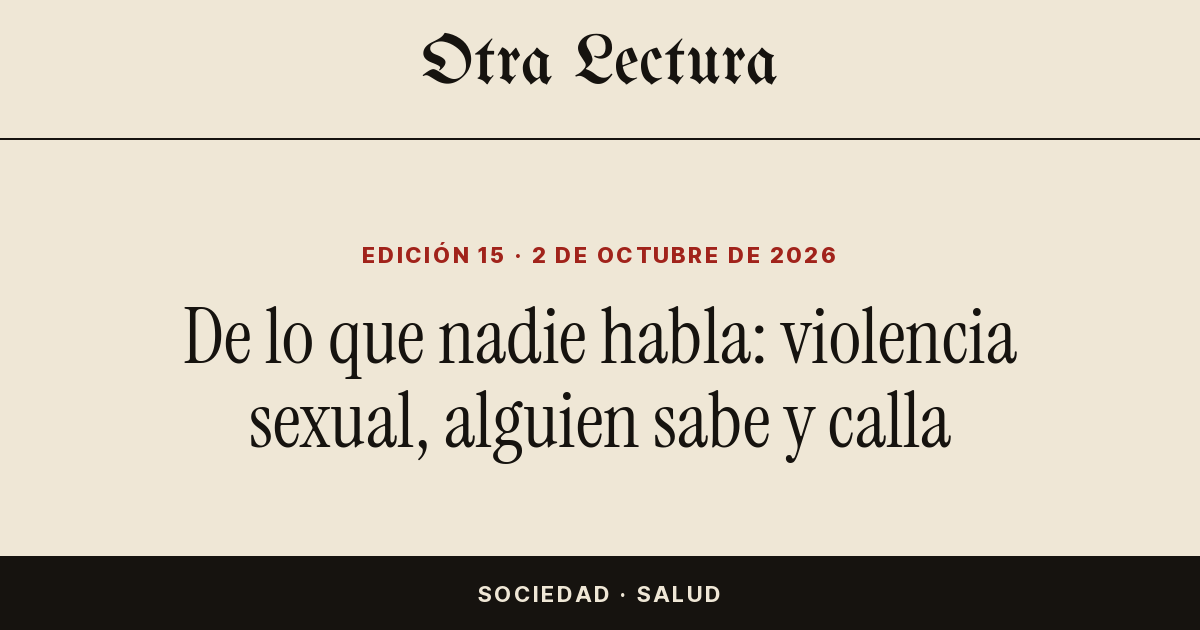 Otra Lectura
EDICIÓN 15 · 2 DE OCTUBRE DE 2026
De lo que nadie habla: violencia
sexual, alguien sabe y calla
SOCIEDAD · SALUD